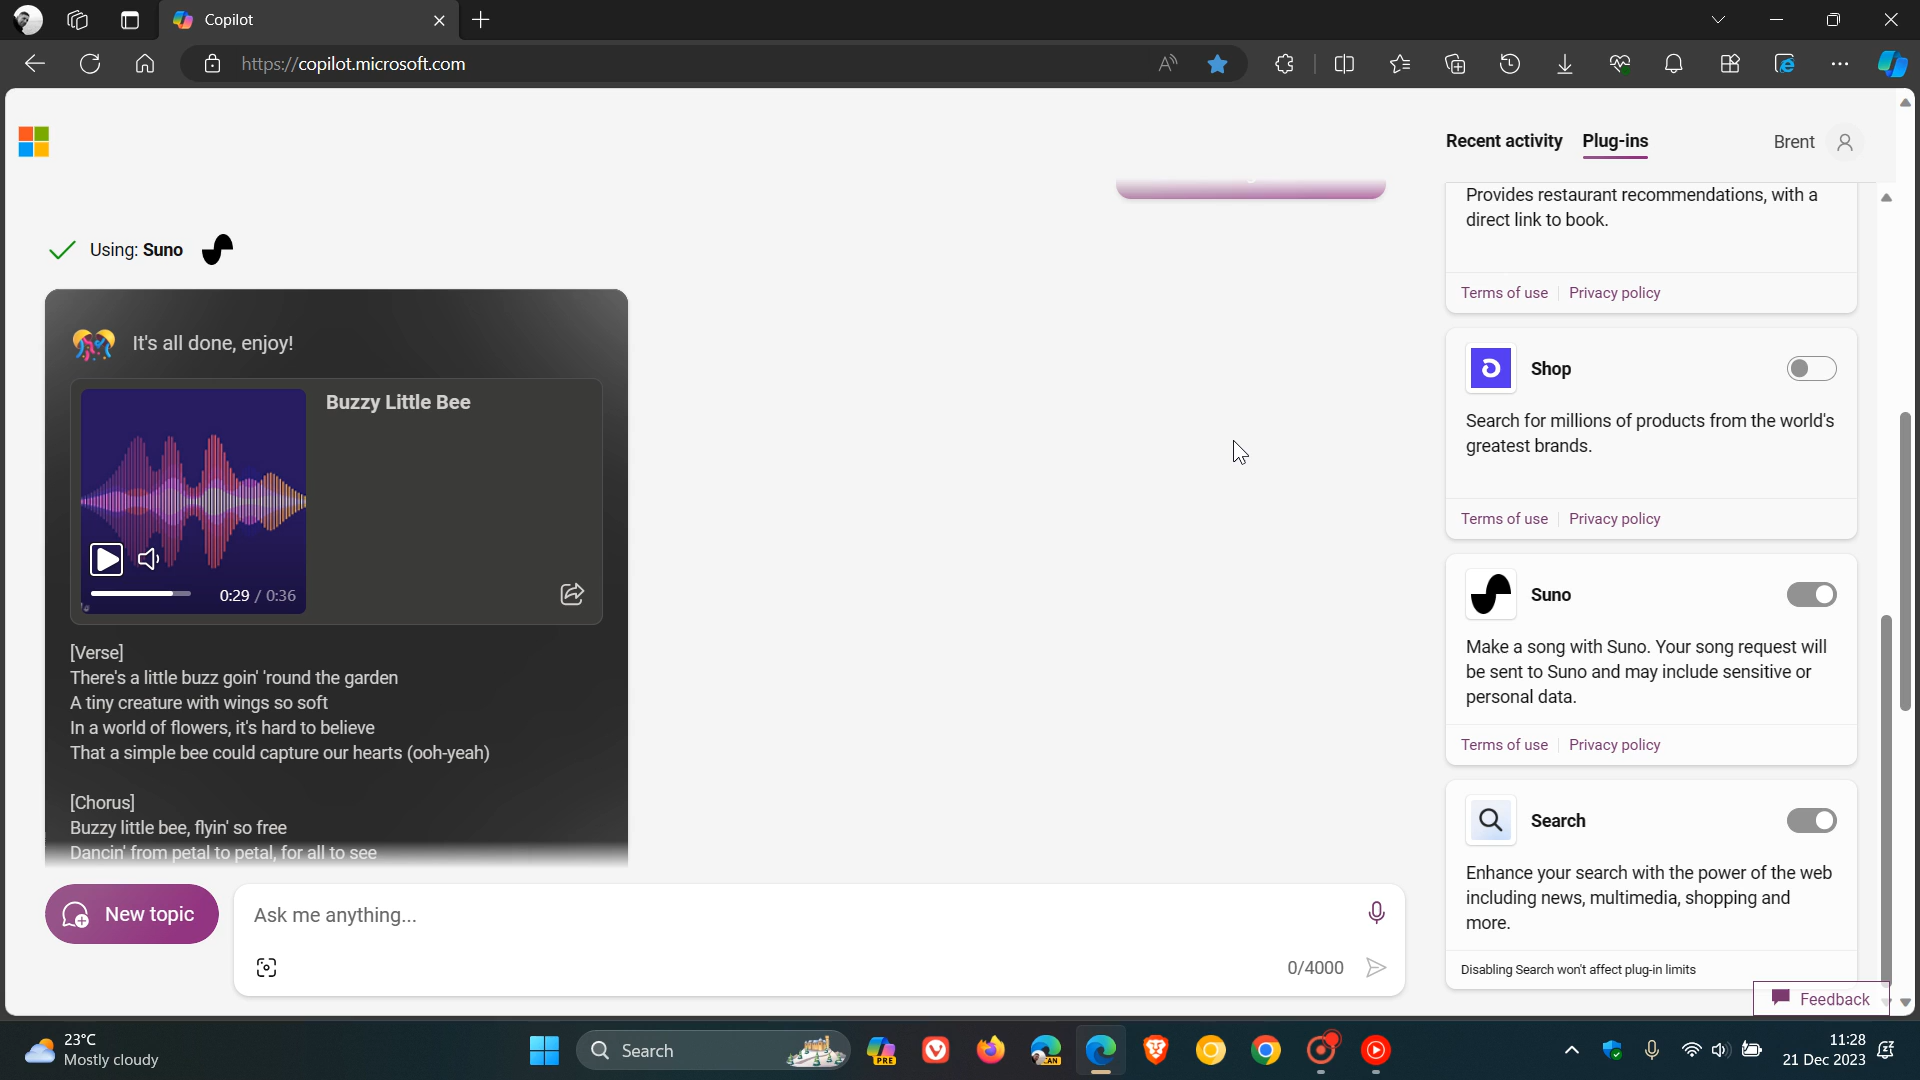 Copilot
https://copilot.microsoft.com
Recent activity
Plug-ins
Brent
Using: Suno
It's all done, enjoy!
Buzzy Little Bee
0:29 / 0:36
[Verse]
There's a little buzz goin' 'round the garden
A tiny creature with wings so soft
In a world of flowers, it's hard to believe
That a simple bee could capture our hearts (ooh-yeah)
[Chorus]
Buzzy little bee, flyin' so free
Dancin' from petal to petal, for all to see
New topic
Ask me anything...
0/4000
Provides restaurant recommendations, with a
direct link to book.
Terms of use
Privacy policy
Shop
Search for millions of products from the world's
greatest brands.
Terms of use
Privacy policy
Suno
Make a song with Suno. Your song request will
be sent to Suno and may include sensitive or
personal data.
Terms of use
Privacy policy
Search
Enhance your search with the power of the web
including news, multimedia, shopping and
more.
Disabling Search won't affect plug-in limits
Feedback
23°C
Mostly cloudy
Search
PRE
CAN
11:28
21 Dec 2023